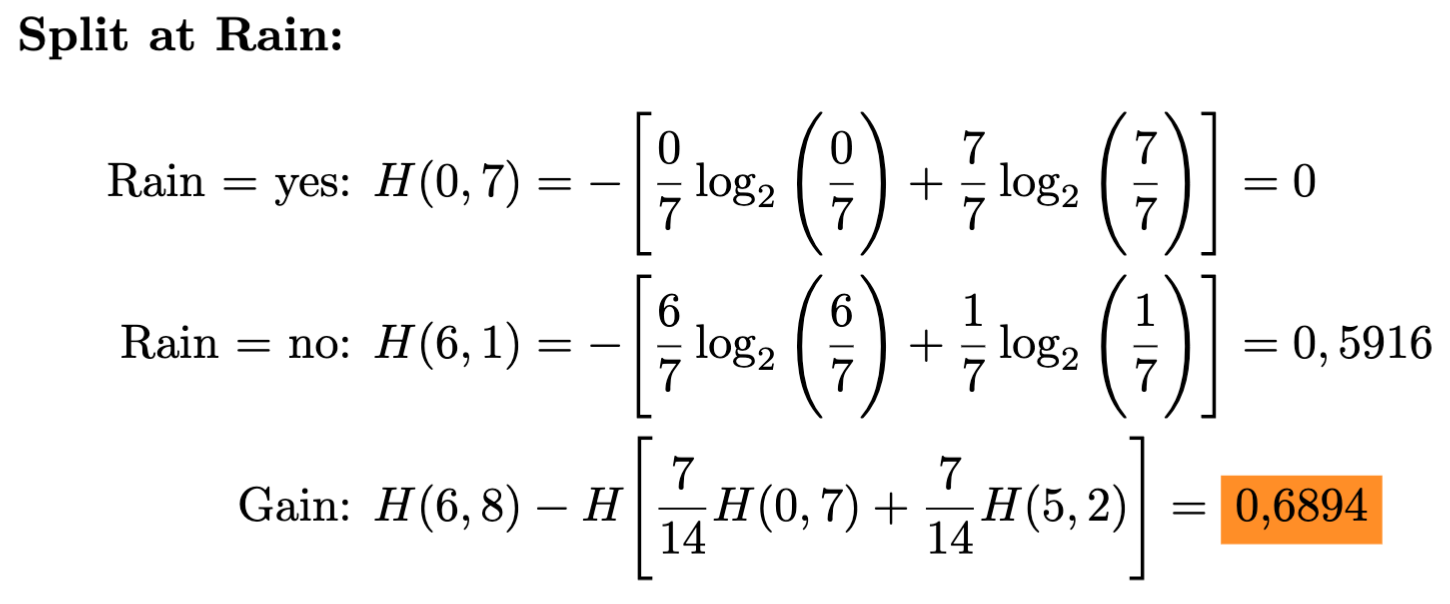 Split at Rain:
Rain = yes: H(0, 7) = −[0/7 log₂(0/7) + 7/7 log₂(7/7)] = 0
Rain = no: H(6, 1) = −[6/7 log₂(6/7) + 1/7 log₂(1/7)] = 0, 5916
Gain: H(6, 8) − H[7/14 H(0, 7) + 7/14 H(5, 2)] = 0,6894